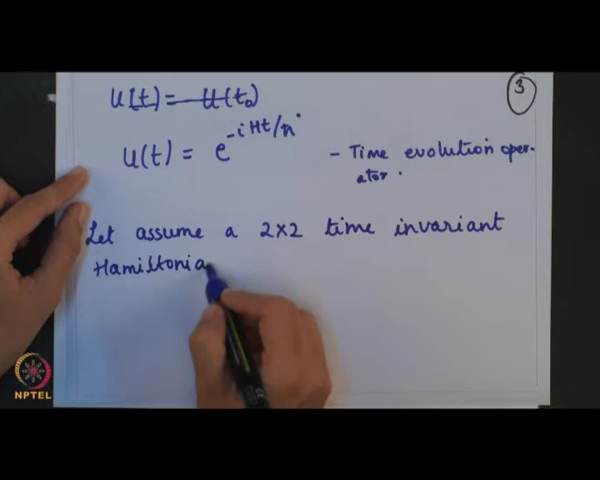 3
U(t) = U(t₀)
U(t) = e^{-iHt/ℏ}
- Time evolution oper-
ator.
Let assume a 2×2 time invariant
Hamiltonia
NPTEL